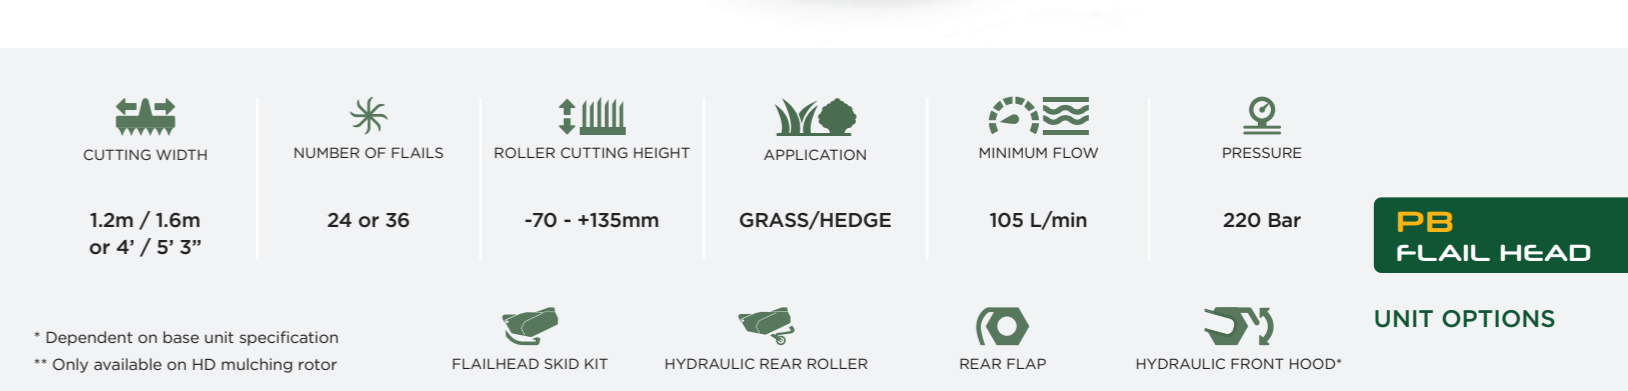 CUTTING WIDTH
NUMBER OF FLAILS
ROLLER CUTTING HEIGHT
APPLICATION
MINIMUM FLOW
PRESSURE
1.2m / 1.6m
or 4’ / 5’ 3”
24 or 36
-70 - +135mm
GRASS/HEDGE
105 L/min
220 Bar
PB
FLAIL HEAD
UNIT OPTIONS
* Dependent on base unit specification
** Only available on HD mulching rotor
FLAILHEAD SKID KIT
HYDRAULIC REAR ROLLER
REAR FLAP
HYDRAULIC FRONT HOOD*